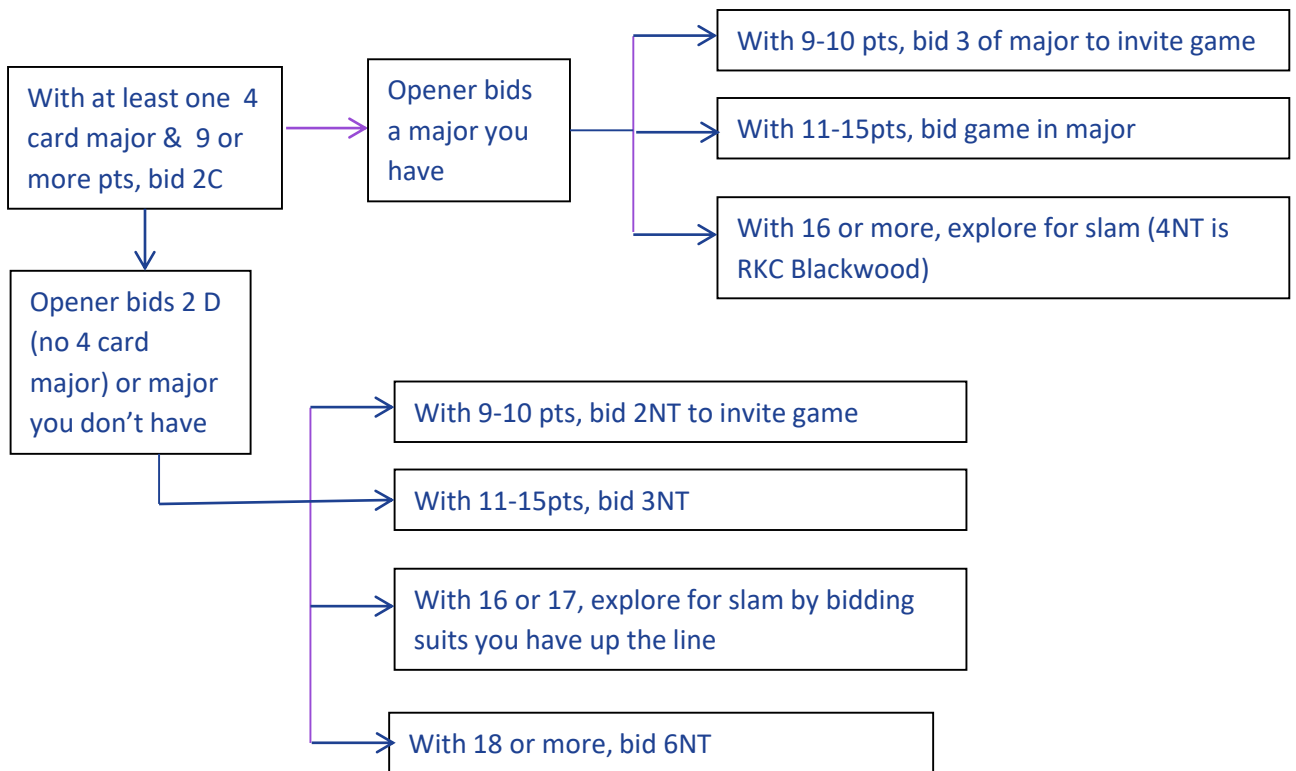 With at least one 4
card major & 9 or
more pts, bid 2C
Opener bids
a major you
have
With 9-10 pts, bid 3 of major to invite game
With 11-15pts, bid game in major
With 16 or more, explore for slam (4NT is
RKC Blackwood)
Opener bids 2 D
(no 4 card
major) or major
you don’t have
With 9-10 pts, bid 2NT to invite game
With 11-15pts, bid 3NT
With 16 or 17, explore for slam by bidding
suits you have up the line
With 18 or more, bid 6NT